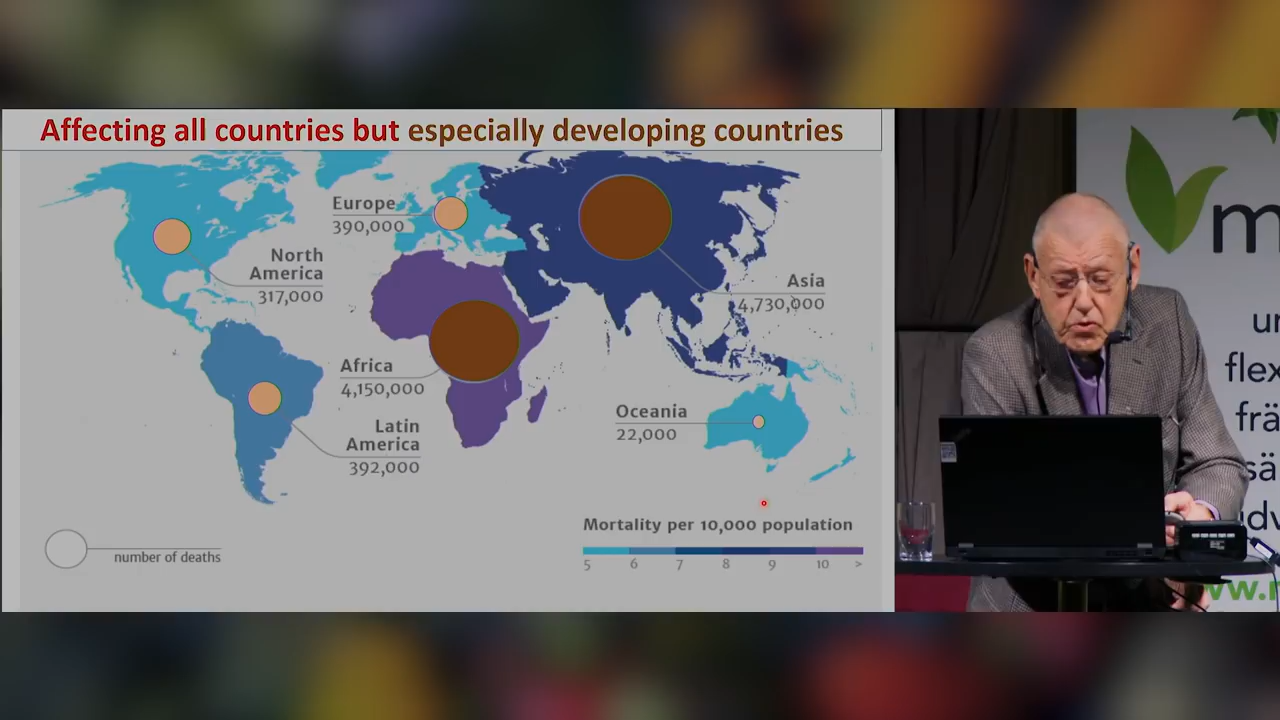 Affecting all countries but especially developing countries
Europe
390,000
North
America
317,000
Asia
4,730,000
Africa
4,150,000
Oceania
22,000
Latin
America
392,000
number of deaths
Mortality per 10,000 population
5 6 7 8 9 10 >
m
un
flex
frä
sä